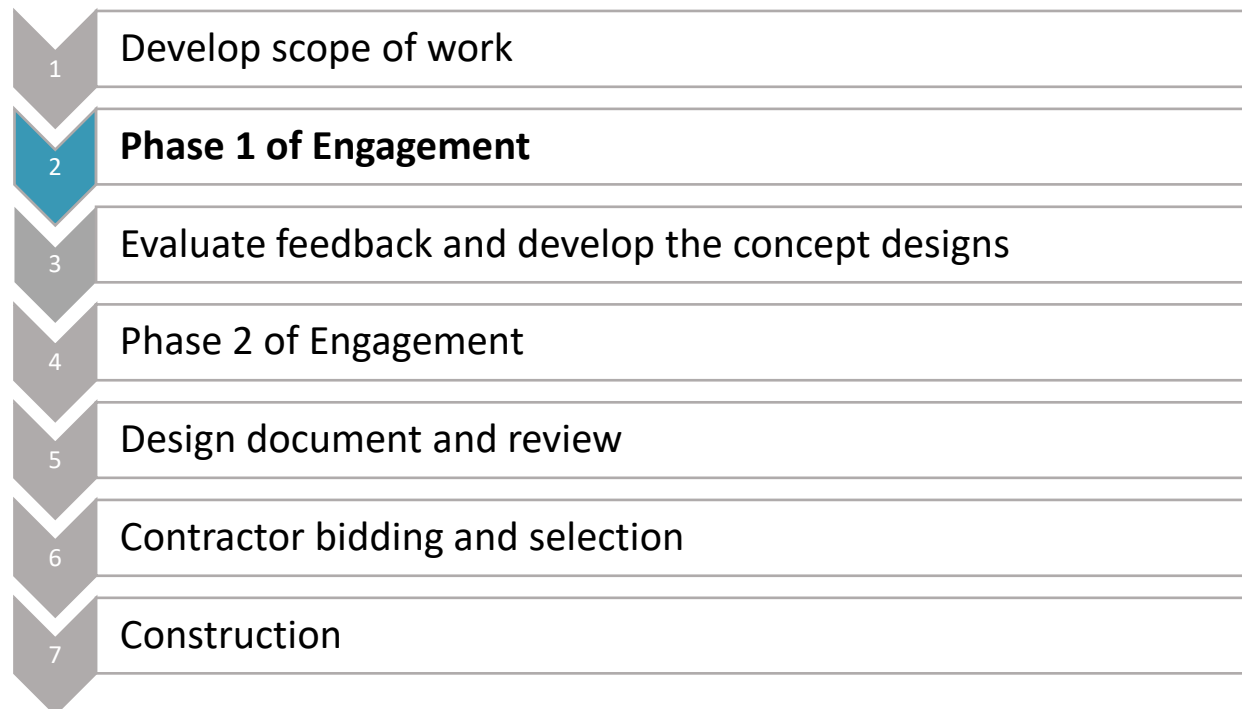 1 Develop scope of work
2 Phase 1 of Engagement
3 Evaluate feedback and develop the concept designs
4 Phase 2 of Engagement
5 Design document and review
6 Contractor bidding and selection
7 Construction